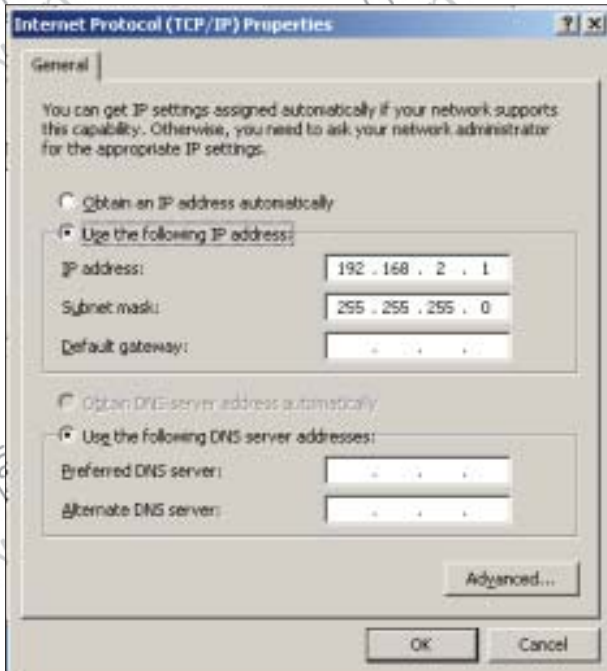 Internet Protocol (TCP/IP) Properties
General
You can get IP settings assigned automatically if your network supports
this capability. Otherwise, you need to ask your network administrator
for the appropriate IP settings.
Obtain an IP address automatically
Use the following IP address:
IP address: 192 . 168 . 2 . 1
Subnet mask: 255 . 255 . 255 . 0
Default gateway: . . .
Obtain DNS server address automatically
Use the following DNS server addresses:
Preferred DNS server: . . .
Alternate DNS server: . . .
Advanced...
OK Cancel